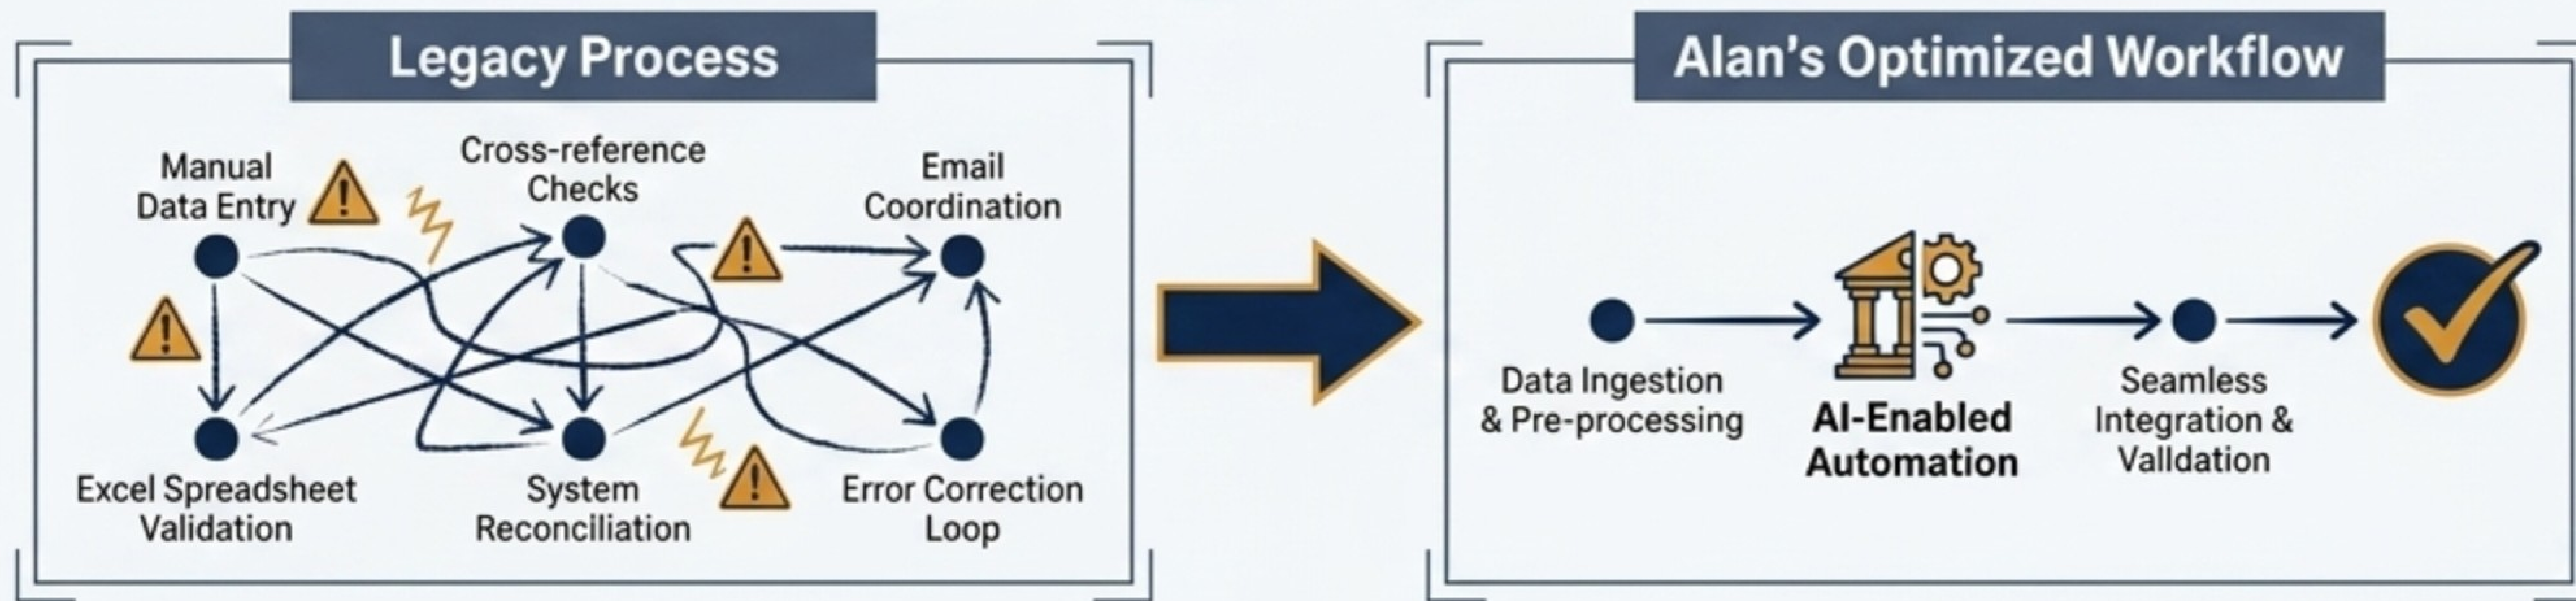 Legacy Process
Manual
Data Entry
Cross-reference
Checks
Email
Coordination
Excel Spreadsheet
Validation
System
Reconciliation
Error Correction
Loop
Alan's Optimized Workflow
Data Ingestion
& Pre-processing
AI-Enabled
Automation
Seamless
Integration &
Valldation